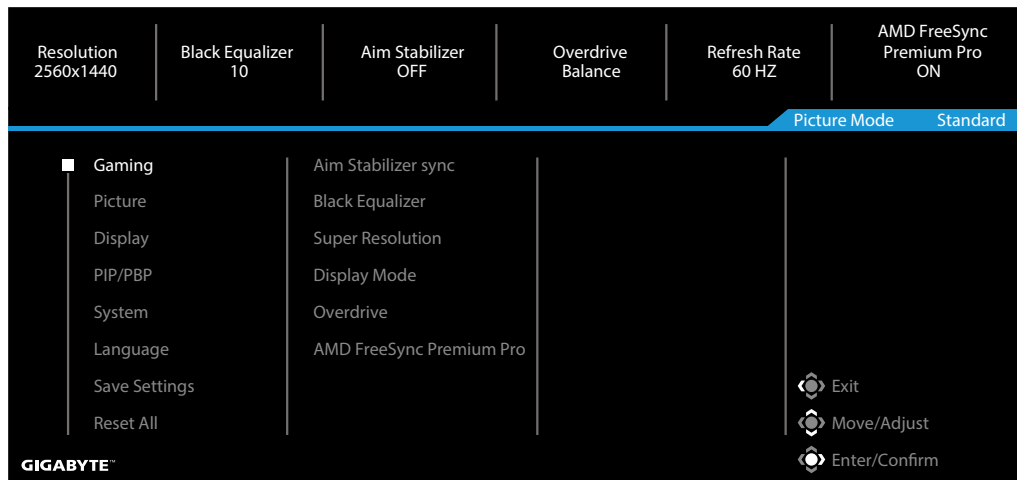 Resolution
2560x1440
Black Equalizer
10
Aim Stabilizer
OFF
Overdrive
Balance
Refresh Rate
60 HZ
AMD FreeSync
Premium Pro
ON
Picture Mode Standard
Gaming
Picture
Display
PIP/PBP
System
Language
Save Settings
Reset All
Aim Stabilizer sync
Black Equalizer
Super Resolution
Display Mode
Overdrive
AMD FreeSync Premium Pro
Exit
Move/Adjust
Enter/Confirm
GIGABYTE™